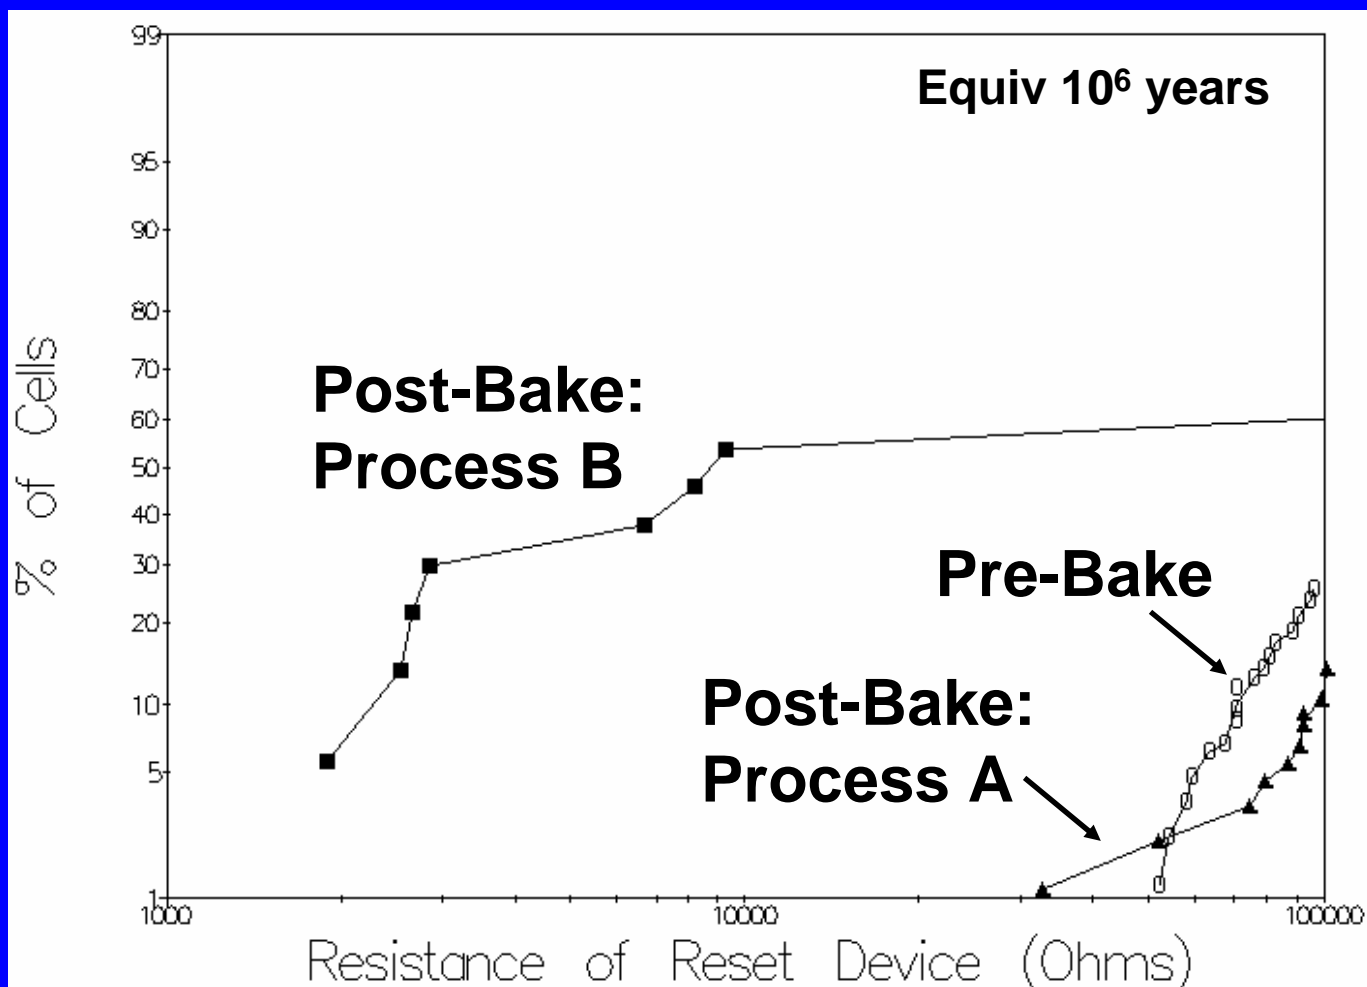 99
Equiv 10⁶ years
95
90
80
70
Post-Bake:
Process B
60
50
40
30
20
10
5
1
% of Cells
Pre-Bake
Post-Bake:
Process A
1000
10000
100000
Resistance of Reset Device (Ohms)